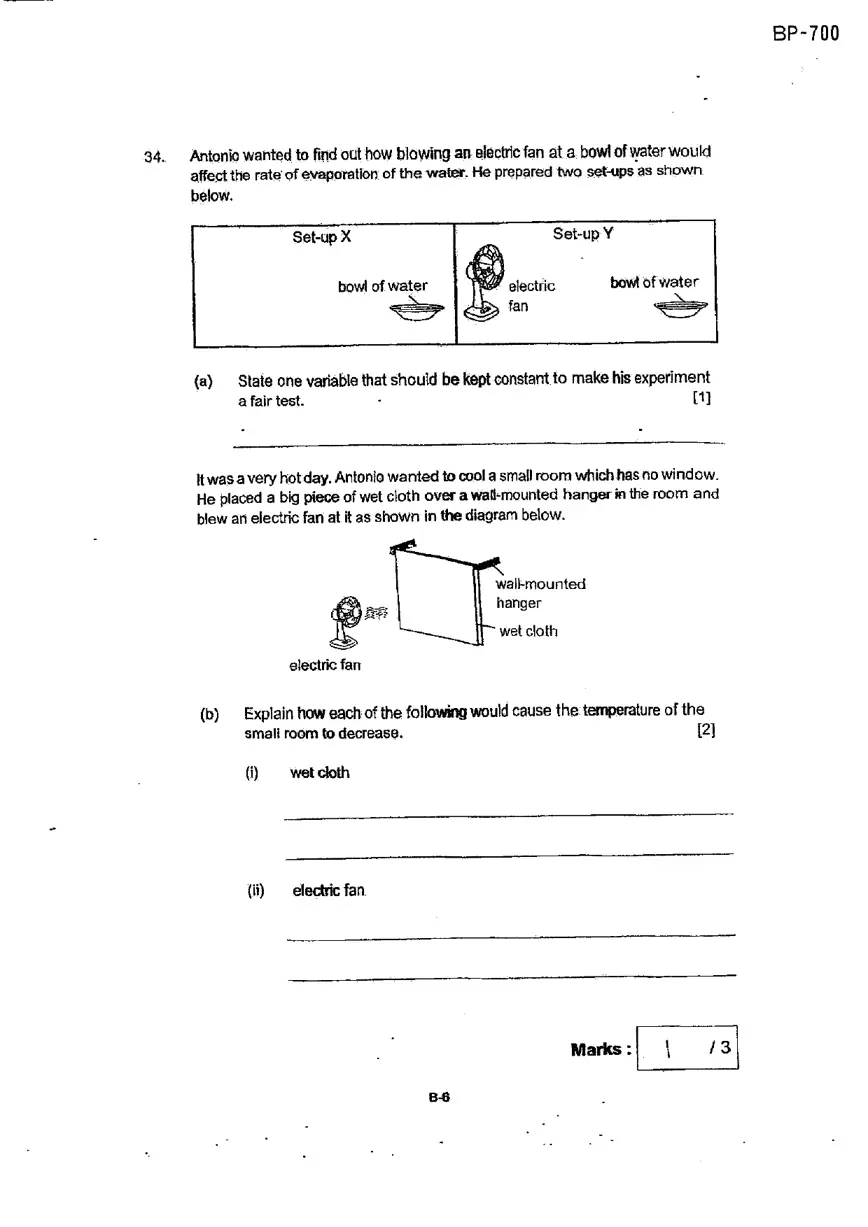 BP-700
34. Antonio wanted to find out how blowing an electric fan at a bowl of water would
affect the rate of evaporation of the water. He prepared two set-ups as shown
below.
Set-up X
Set-up Y
bowl of water
electric
fan
bowl of water
(a) State one variable that should be kept constant to make his experiment
a fair test. [1]
It was a very hot day. Antonio wanted to cool a small room which has no window.
He placed a big piece of wet cloth over a wall-mounted hanger in the room and
blew an electric fan at it as shown in the diagram below.
wall-mounted
hanger
wet cloth
electric fan
(b) Explain how each of the following would cause the temperature of the
small room to decrease. [2]
(i) wet cloth
(ii) electric fan
Marks : \ / 3
B-6